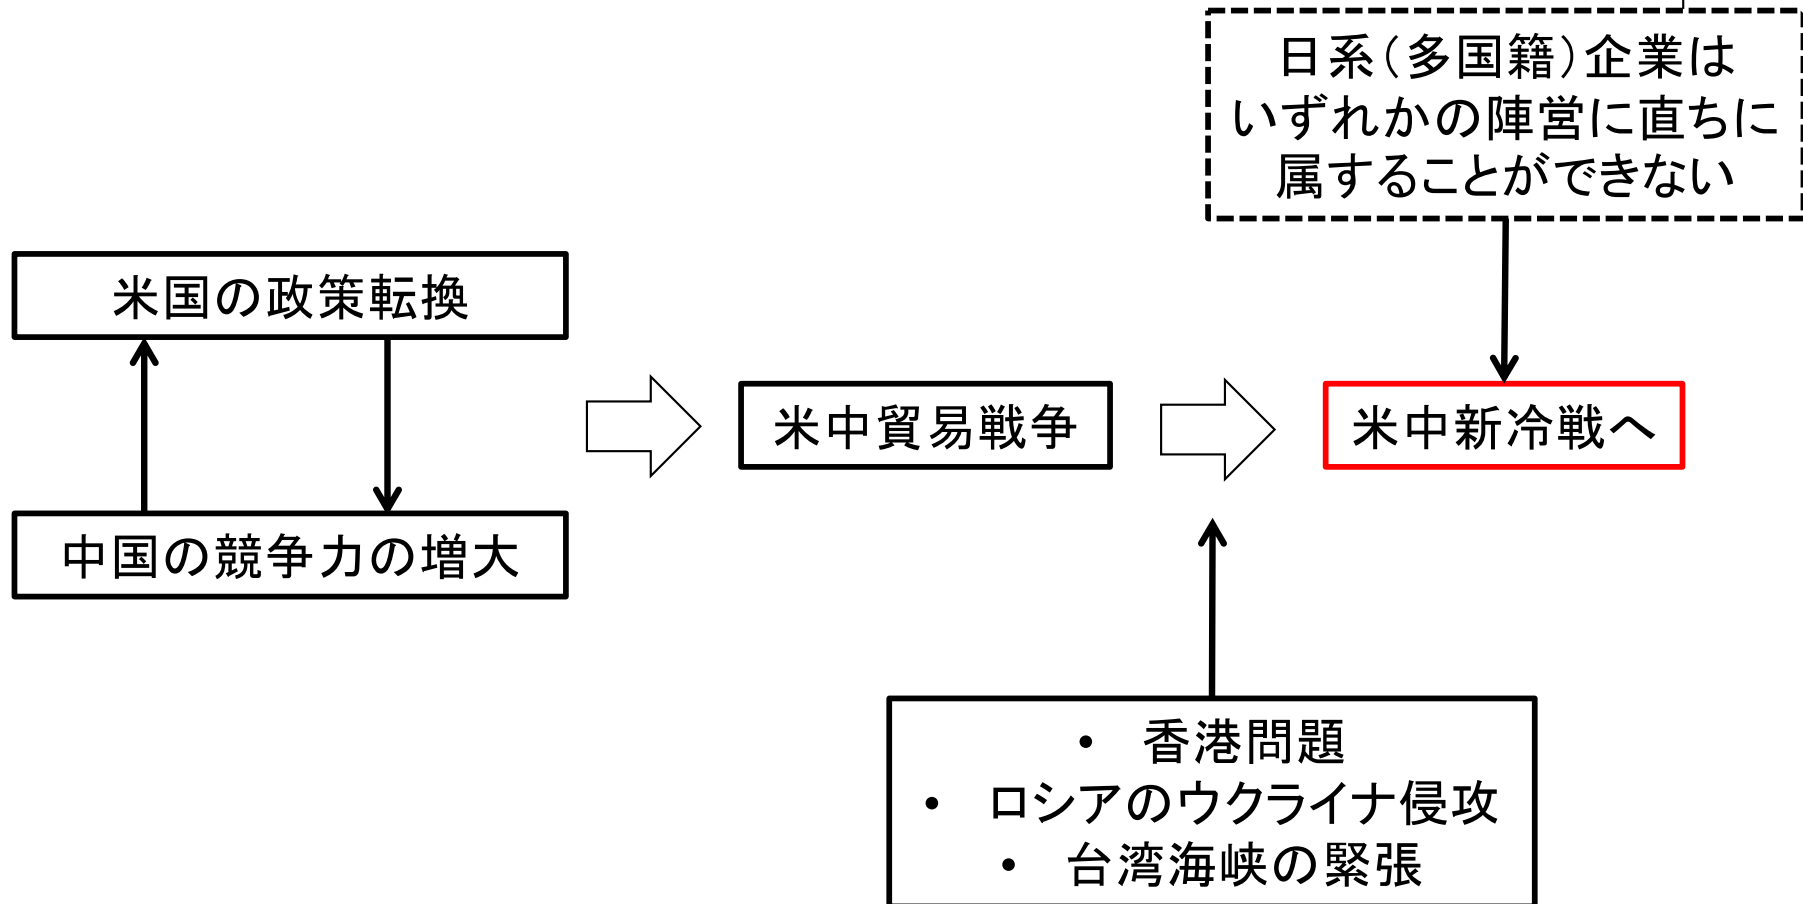 日系（多国籍）企業は
いずれかの陣営に直ちに
属することができない
米国の政策転換
米中貿易戦争
米中新冷戦へ
中国の競争力の増大
• 香港問題
• ロシアのウクライナ侵攻
• 台湾海峡の緊張